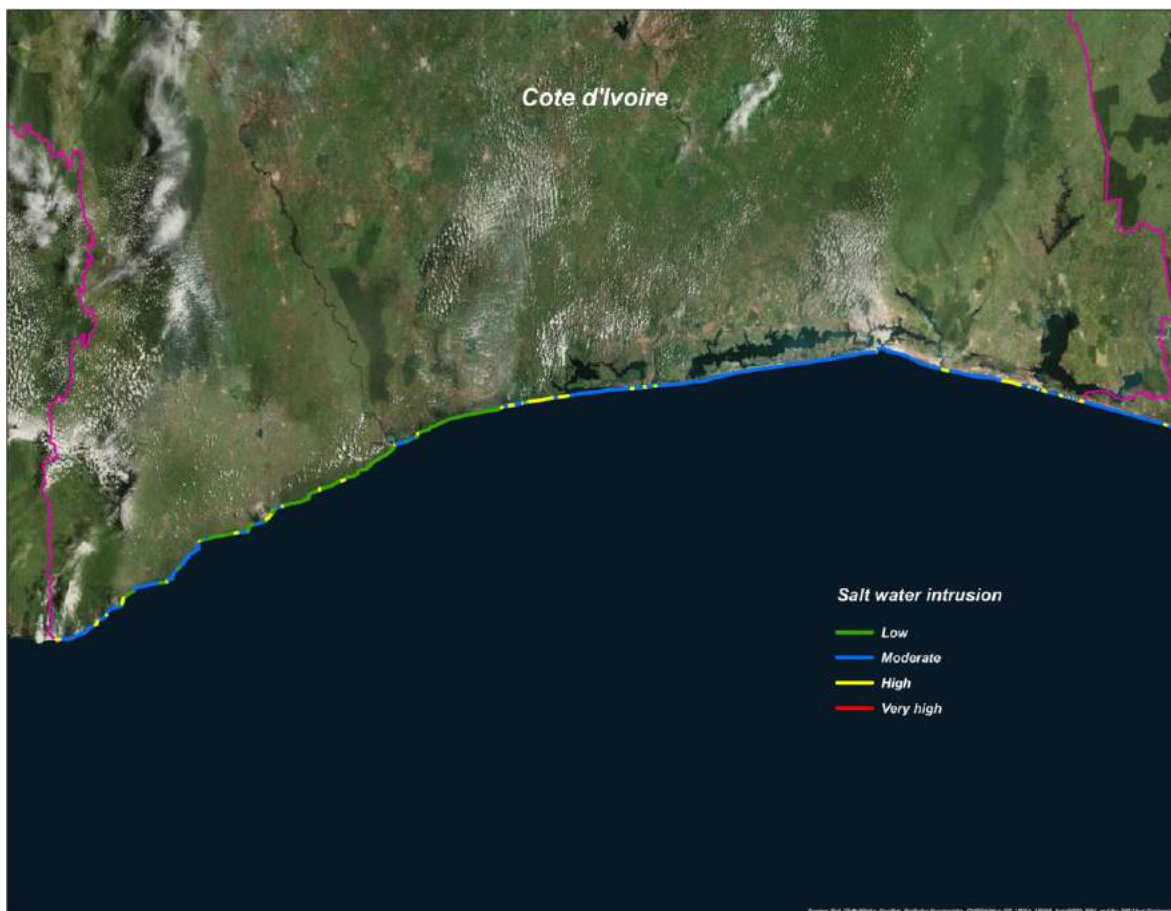 Cote d'Ivoire
Salt water intrusion
Low
Moderate
High
Very high